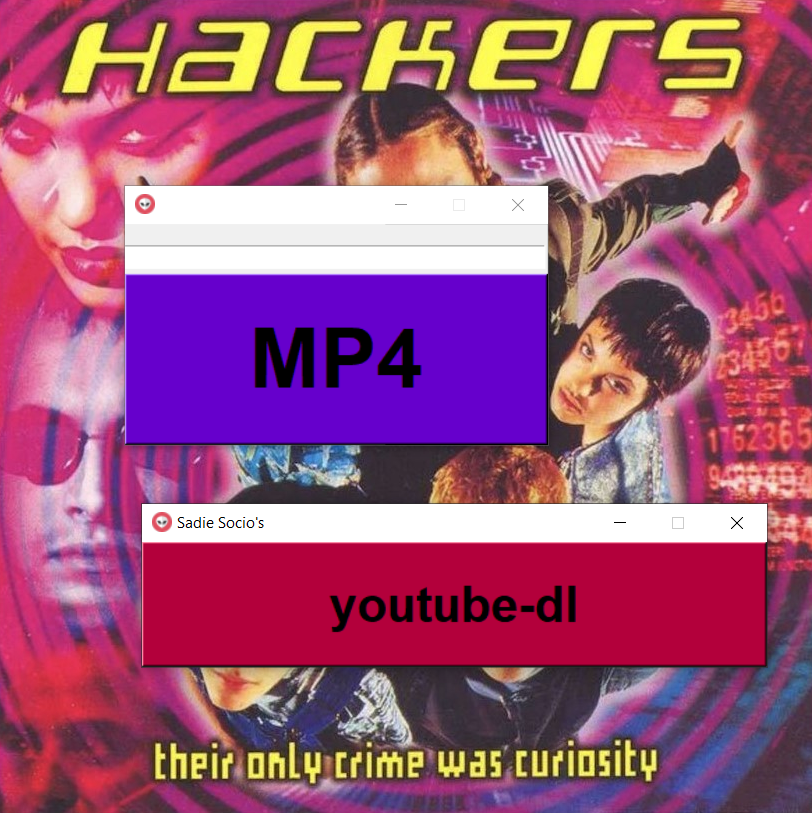 Hackers
MP4
Sadie Socio's
youtube-dl
their only crime was curiosity